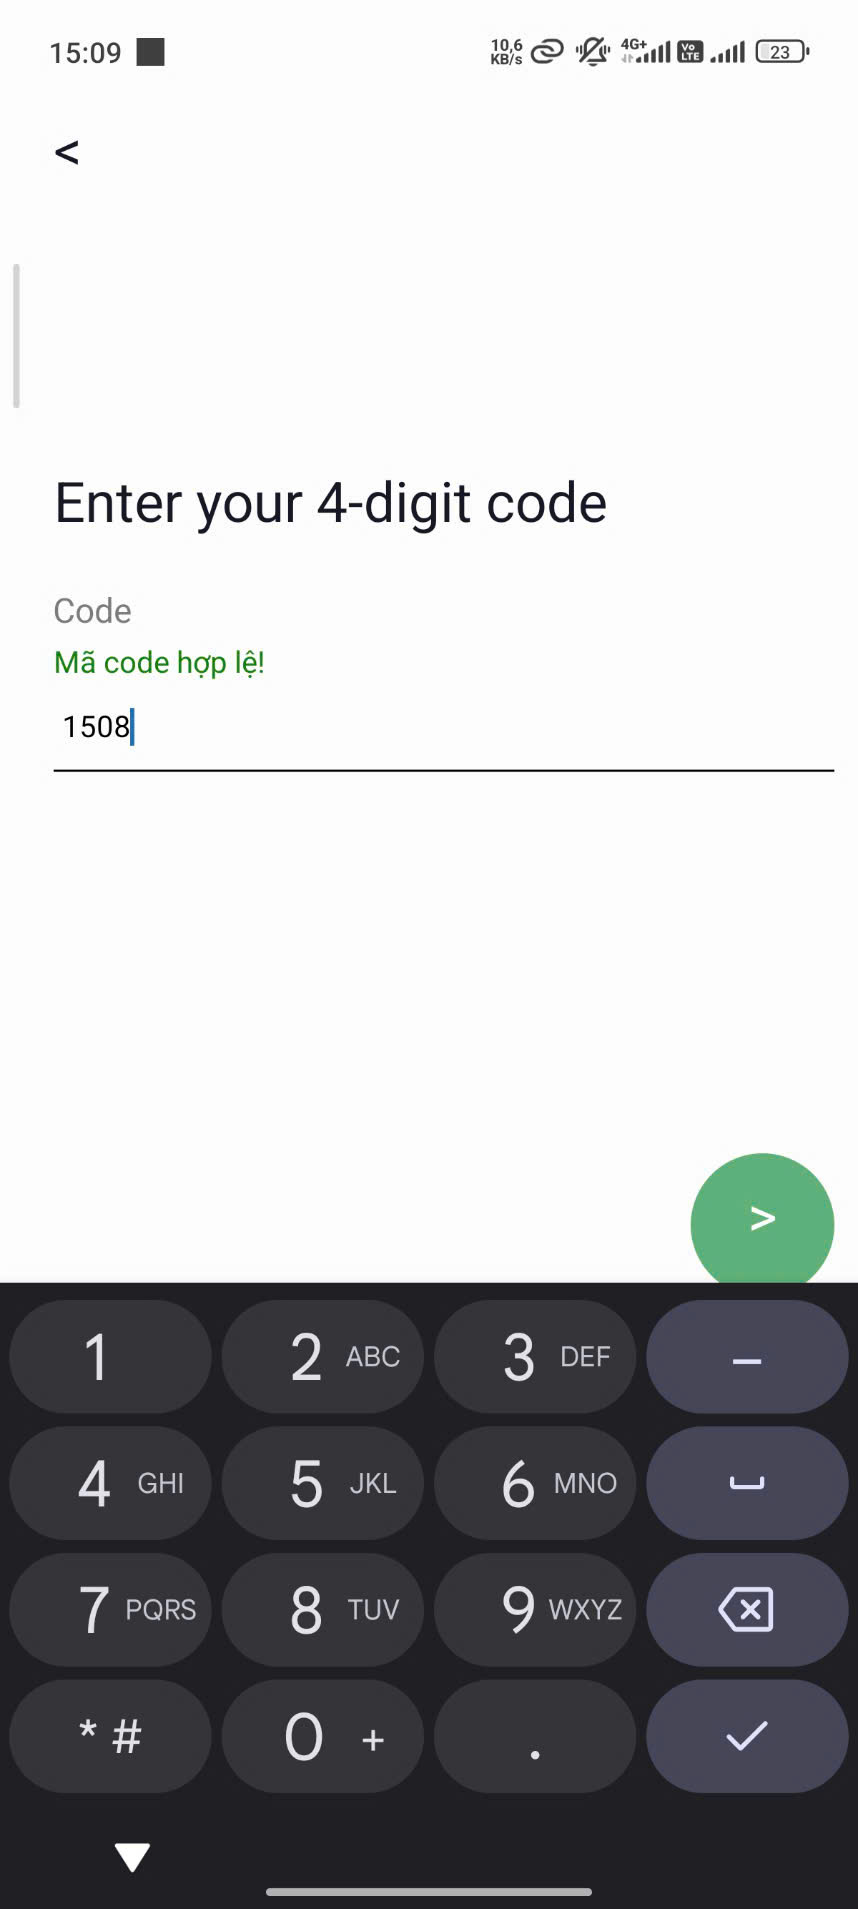 15:09
10,6 KB/s 4G+ Vo LTE 23
<
Enter your 4-digit code
Code
Mã code hợp lệ!
1508
>
1 2 ABC 3 DEF –
4 GHI 5 JKL 6 MNO
7 PQRS 8 TUV 9 WXYZ
* # 0 + .